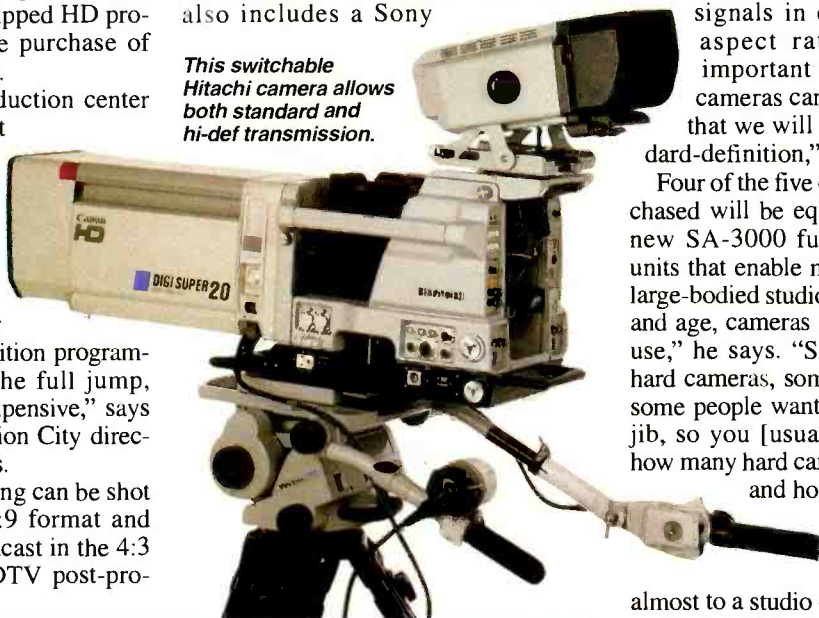 pped HD pro-
e purchase of
duction center
ition program-
he full jump,
pensive," says
ion City direc-
s.
ng can be shot
:9 format and
cast in the 4:3
OTV post-pro-
also includes a Sony
This switchable
Hitachi camera allows
both standard and
hi-def transmission.
Canon
HD
DIGI SUPER 20
HITACHI
signals in
aspect rat
important
cameras can
that we will
dard-definition,"
Four of the five
chased will be eq
new SA-3000 fu
units that enable n
large-bodied studio
and age, cameras
use," he says. "S
hard cameras, som
some people want
jib, so you [usua
how many hard car
and ho
almost to a studio